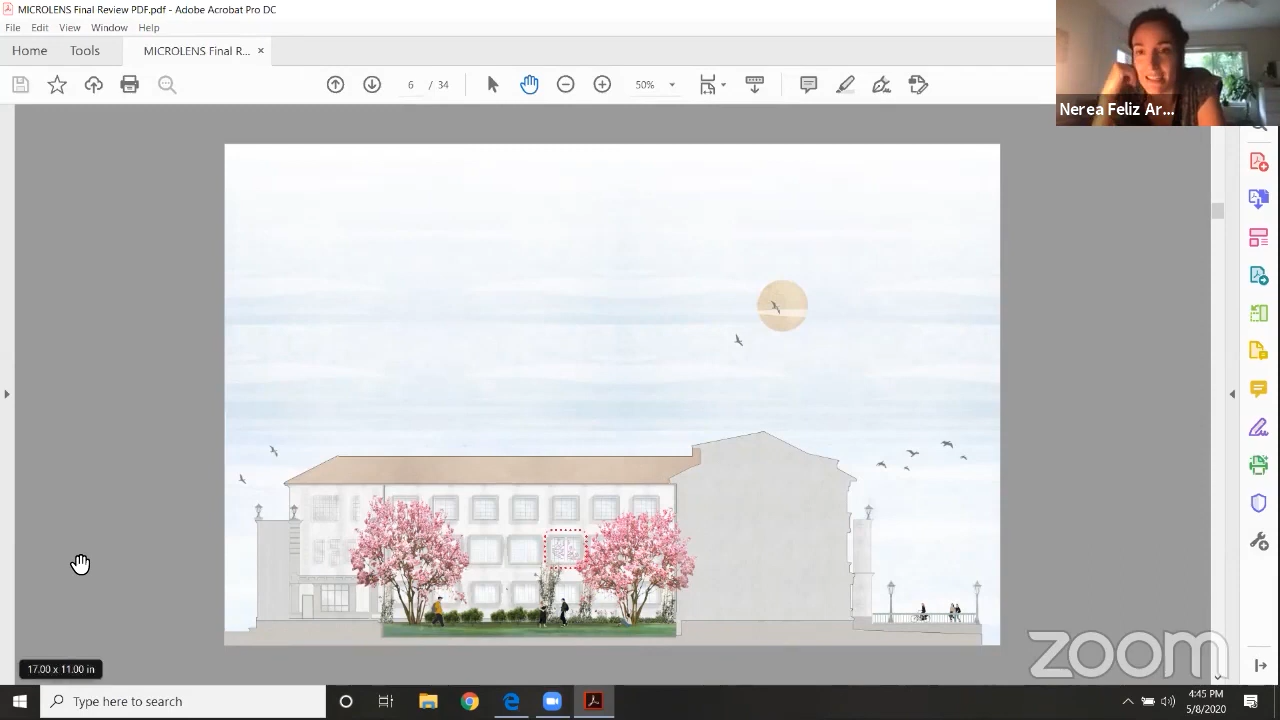 MICROLENS Final Review PDF.pdf - Adobe Acrobat Pro DC
File Edit View Window Help
Home Tools MICROLENS Final R... ×
6 / 34 50%
Nerea Feliz Ar...
zoom
17.00 x 11.00 in
Type here to search
4:45 PM
5/8/2020